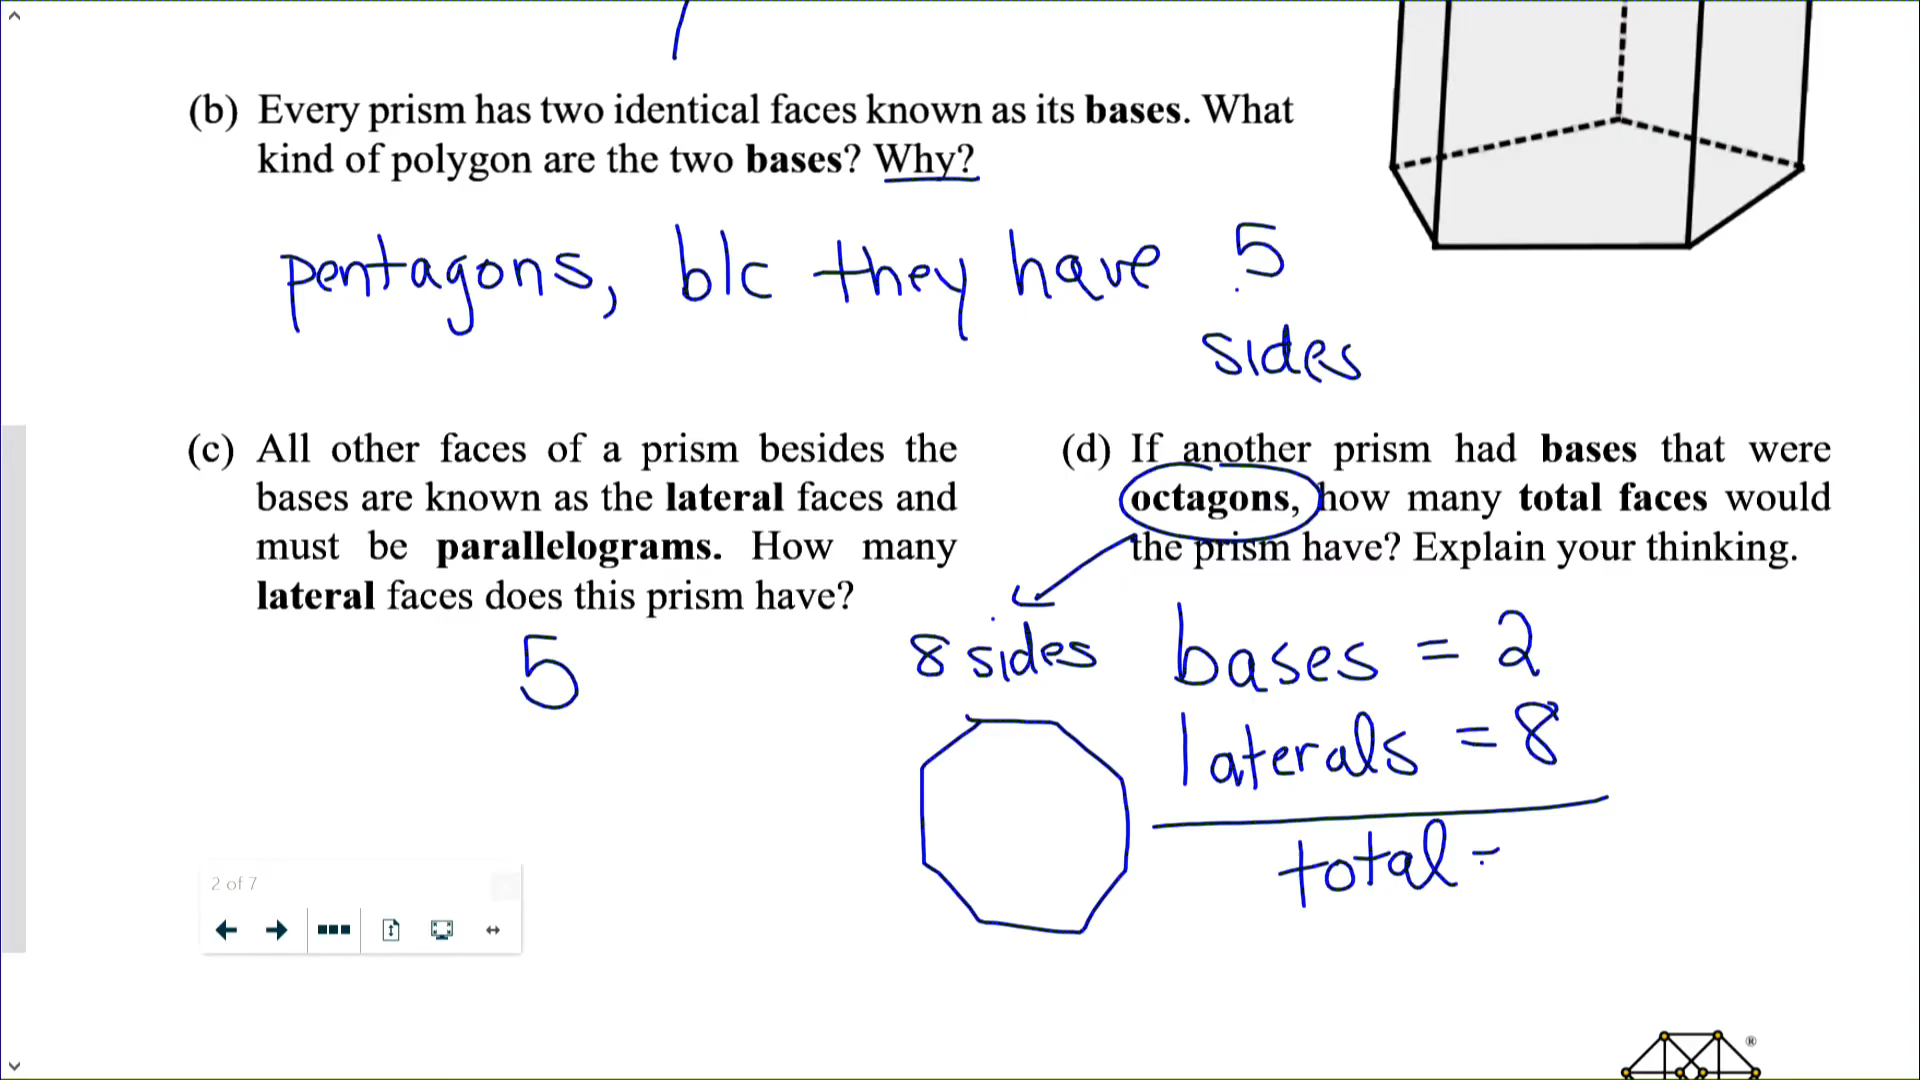 (b) Every prism has two identical faces known as its bases. What
kind of polygon are the two bases? Why?
pentagons, b/c they have 5
sides
(c) All other faces of a prism besides the
bases are known as the lateral faces and
must be parallelograms. How many
lateral faces does this prism have?
5
(d) If another prism had bases that were
octagons, how many total faces would
the prism have? Explain your thinking.
8 sides
bases = 2
laterals = 8
total =
2 of 7
®